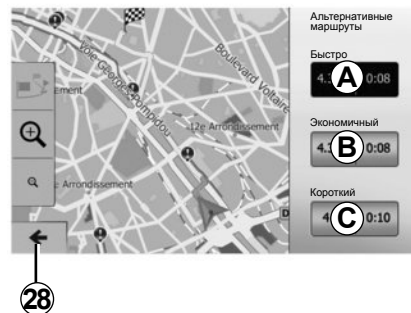 Альтернативные
маршруты
Быстро
A 0:08
Экономичный
B 0:08
Короткий
C 0:10
Voie Georges Pompidou
Boulevard Voltaire
12e Arrondissement
Arrondissement
D
28